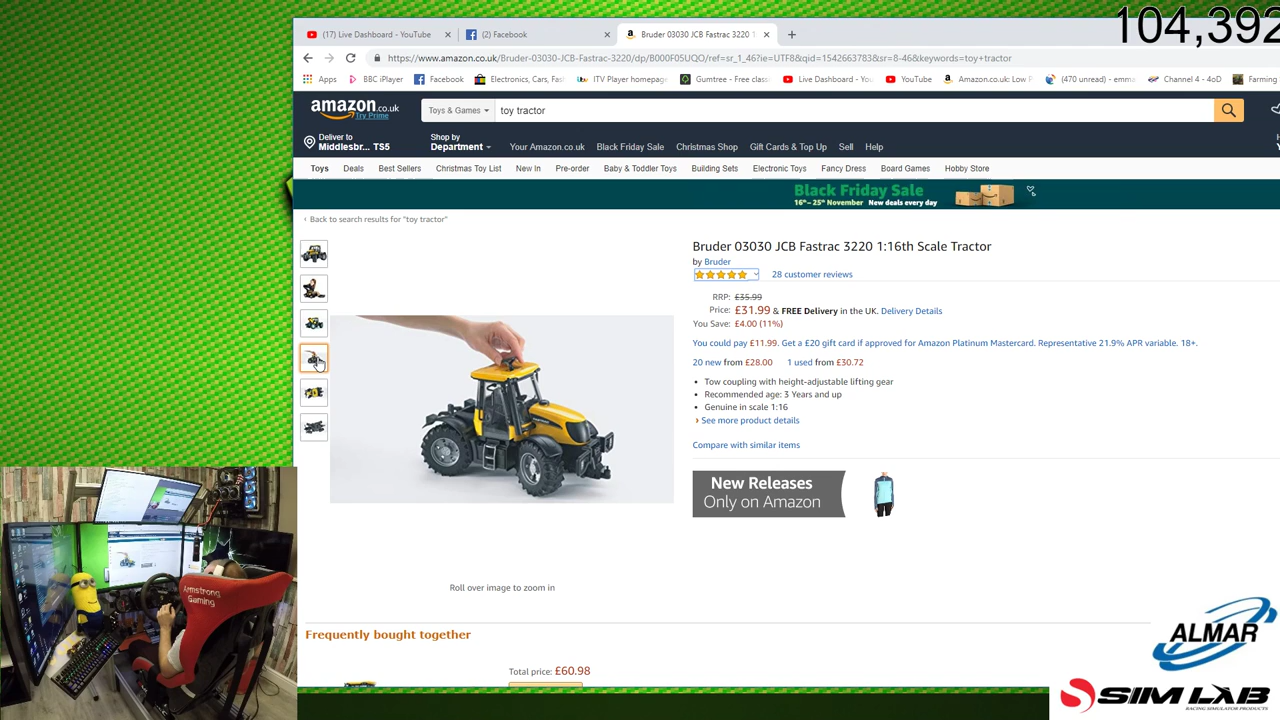 104,392
(17) Live Dashboard - YouTube
(2) Facebook
Bruder 03030 JCB Fastrac 3220 1
https://www.amazon.co.uk/Bruder-03030-JCB-Fastrac-3220/dp/B000F05UQO/ref=sr_1_46?ie=UTF8&qid=1542663783&sr=8-46&keywords=toy+tractor
Apps
BBC iPlayer
Facebook
Electronics, Cars, Fash
ITV Player homepage
Gumtree - Free classi
Live Dashboard - You
YouTube
Amazon.co.uk: Low P
(470 unread) - emma
Channel 4 - 4oD
Farming
amazon.co.uk
Try Prime
Toys & Games
toy tractor
Deliver to
Middlesbr... TS5
Shop by
Department
Your Amazon.co.uk
Black Friday Sale
Christmas Shop
Gift Cards & Top Up
Sell
Help
Toys
Deals
Best Sellers
Christmas Toy List
New In
Pre-order
Baby & Toddler Toys
Building Sets
Electronic Toys
Fancy Dress
Board Games
Hobby Store
Black Friday Sale
16th - 25th November New deals every day
‹ Back to search results for "toy tractor"
Bruder 03030 JCB Fastrac 3220 1:16th Scale Tractor
by Bruder
28 customer reviews
RRP: £35.99
Price: £31.99 & FREE Delivery in the UK. Delivery Details
You Save: £4.00 (11%)
You could pay £11.99. Get a £20 gift card if approved for Amazon Platinum Mastercard. Representative 21.9% APR variable. 18+.
20 new from £28.00 1 used from £30.72
• Tow coupling with height-adjustable lifting gear
• Recommended age: 3 Years and up
• Genuine in scale 1:16
› See more product details
Compare with similar items
New Releases
Only on Amazon
Roll over image to zoom in
Frequently bought together
Total price: £60.98
Armstrong
Gaming
ALMAR
SIM LAB
RACING SIMULATOR PRODUCTS